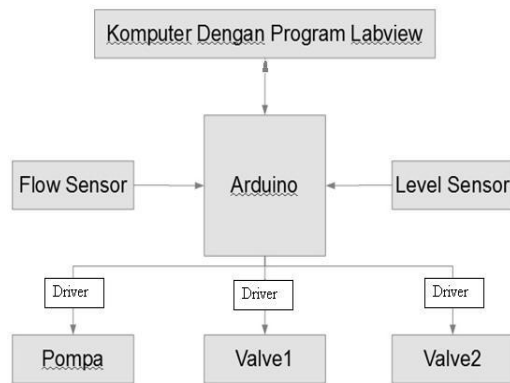 Komputer Dengan Program Labview
Flow Sensor
Arduino
Level Sensor
Driver
Driver
Driver
Pompa
Valve1
Valve2